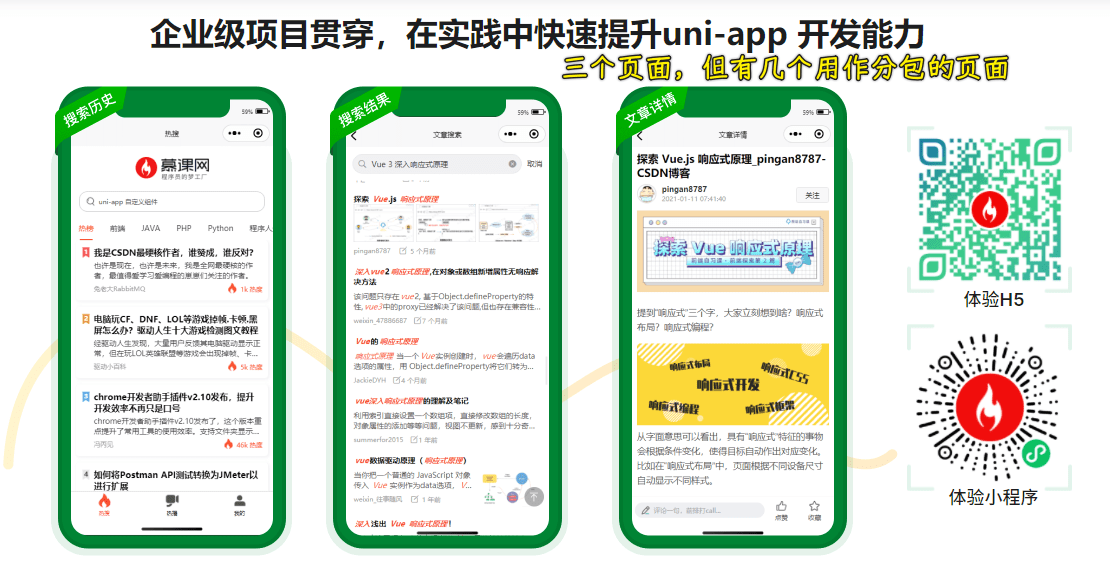 企业级项目贯穿，在实践中快速提升uni-app 开发能力
三个页面，但有几个用作分包的页面
搜索历史
59%
热搜
慕课网
程序员的梦工厂
uni-app 自定义组件
热榜 前端 JAVA PHP Python 程序人
1 我是CSDN最硬核作者，谁赞成，谁反对?
也许是现在，也许是未来，我是全网最硬核的作
者，最值得爱学习爱编程的崽崽们关注的作者。
兔老大RabbitMQ 1k 热度
2 电脑玩CF、DNF、LOL等游戏掉帧.卡顿.黑
屏怎么办？驱动人生十大游戏检测图文教程
经驱动人生发现，大量用户反馈其电脑驱动显示正
常，但在玩LOL英雄联盟等游戏会出现掉帧、卡...
驱动小百科 5k 热度
3 chrome开发者助手插件v2.10发布，提升
开发效率不再只是口号
chrome开发者助手插件v2.10发布了，这个版本重
点提升了常用工具的使用效率。支持文件夹显示...
冯再见 46k 热度
4 如何将Postman API测试转换为JMeter以
进行扩展
热搜 热播 我的
搜索结果
59%
文章搜索
Vue 3 深入响应式原理 取消
探索 Vue.js 响应式原理
pingan8787 5 个月前
深入vue2 响应式原理,在对象或数组新增属性无响应解
决方法
该问题只存在vue2, 基于Object.defineProperty的特
性, vue3中的proxy已经解决了该问题,但也存在兼容性...
weixin_47886687 7 个月前
Vue的 响应式原理
响应式原理 当一个 Vue实例创建时，vue会遍历data
选项的属性，用 Object.defineProperty将它们转为...
JackieDYH 4 个月前
vue深入响应式原理的理解及笔记
利用索引直接设置一个数组项，直接修改数组的长度，
对象属性的添加等等问题，视图不更新，感到十分奇...
summerfor2015 1 年前
vue数据驱动原理（响应式原理）
当你把一个普通的 JavaScript 对象
传入 Vue 实例作为data选项，V...
1 年前
深入浅出 Vue 响应式原理！
文章详情
59%
文章详情
探索 Vue.js 响应式原理_pingan8787-
CSDN博客
pingan8787
2021-01-11 07:41:40
关注
探索 Vue 响应式原理
提到“响应式”三个字，大家立刻想到啥？响应式
布局？响应式编程？
响应式布局
响应式CSS
响应式开发
响应式编程
响应式框架
从字面意思可以看出，具有“响应式”特征的事物
会根据条件变化，使得目标自动作出对应变化。
比如在“响应式布局”中，页面根据不同设备尺寸
自动显示不同样式。
评论一句，前排打call...
点赞 收藏
体验H5
体验小程序